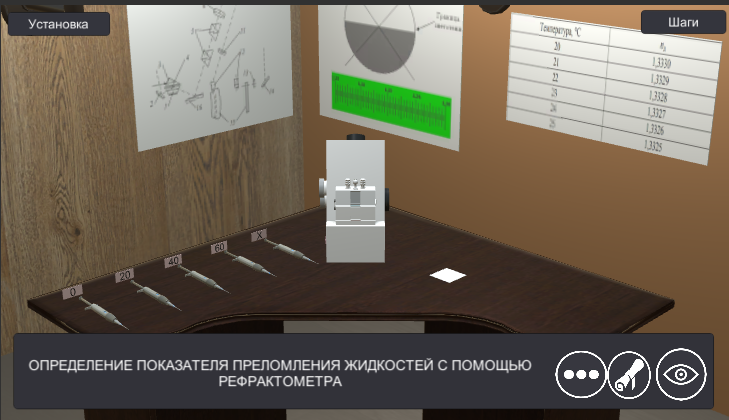 Установка
Шаги
Температура, °C
n
20
1,3330
21
1,3329
22
1,3328
23
1,3327
24
1,3326
25
1,3325
0
20
40
60
X
ОПРЕДЕЛЕНИЕ ПОКАЗАТЕЛЯ ПРЕЛОМЛЕНИЯ ЖИДКОСТЕЙ С ПОМОЩЬЮ
РЕФРАКТОМЕТРА